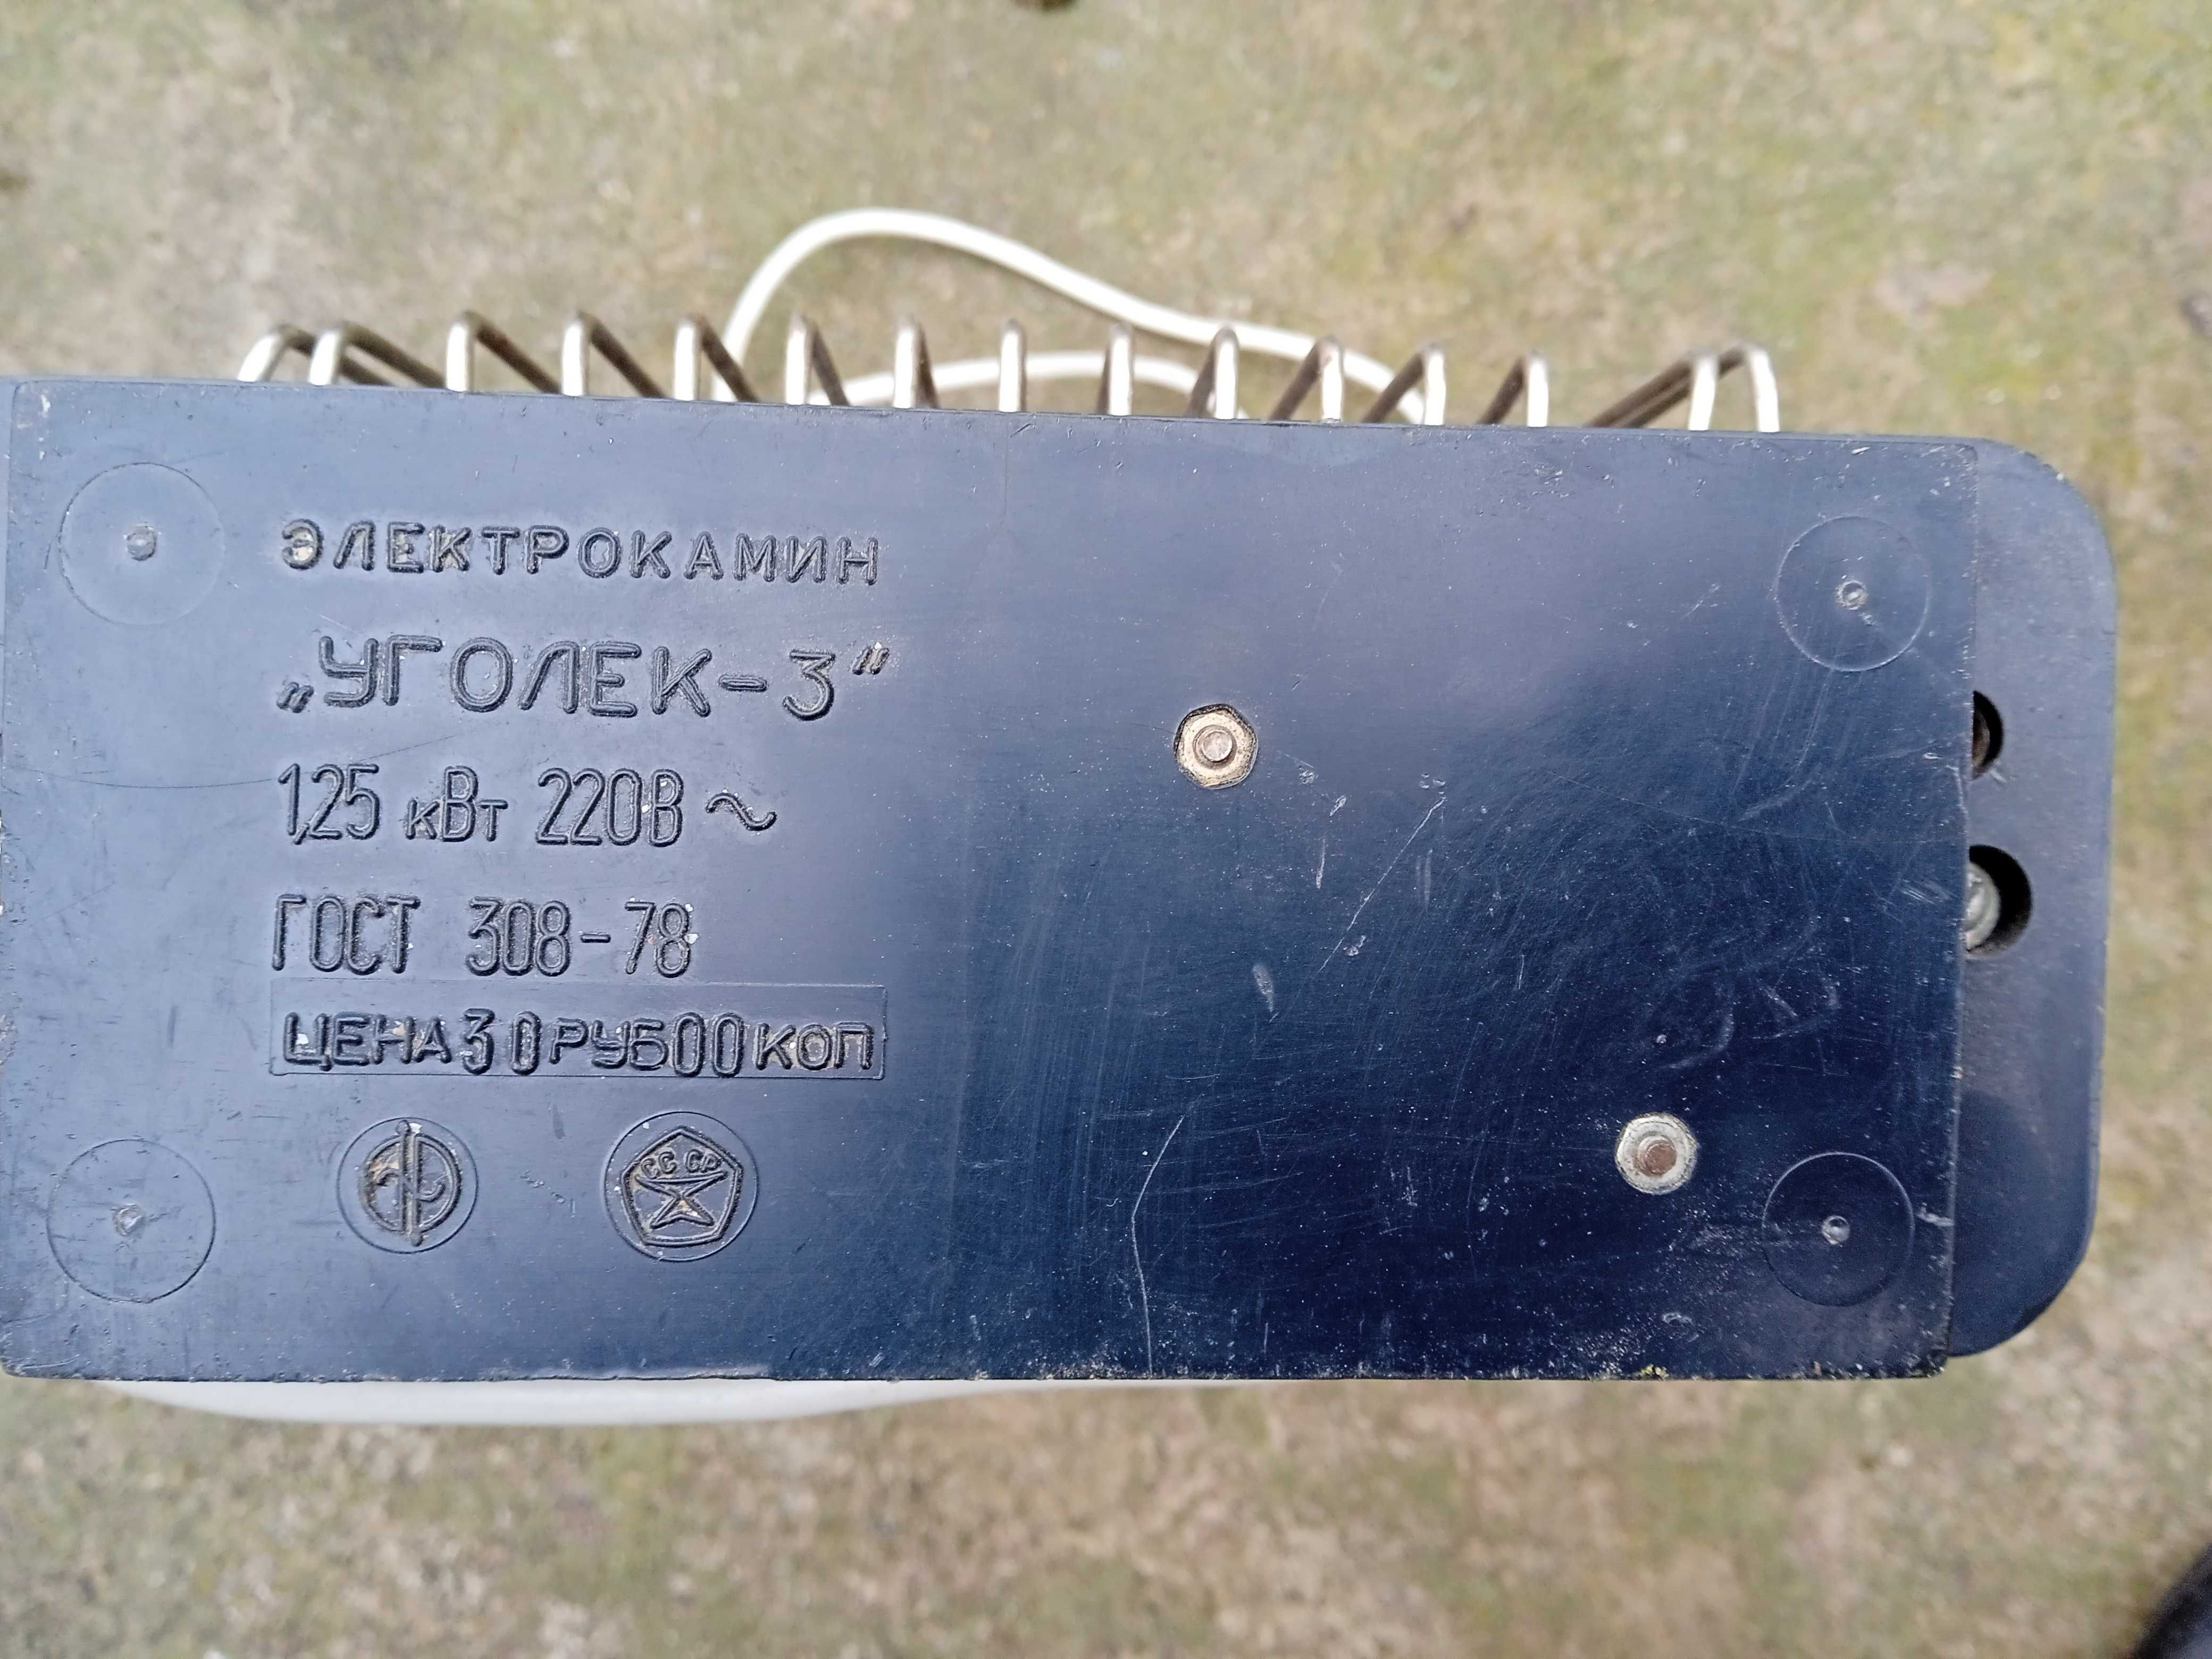 ЭЛЕКТРОКАМИН
„УГОЛЕК-3"
1,25 кВт 220В ~
ГОСТ 308-78
ЦЕНА 30 РУБ 00 КОП
СССР